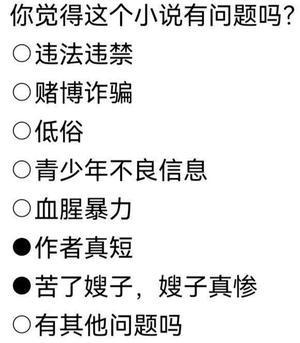 你觉得这个小说有问题吗?
○违法违禁
○赌博诈骗
○低俗
○青少年不良信息
○血腥暴力
●作者真短
●苦了嫂子，嫂子真惨
○有其他问题吗